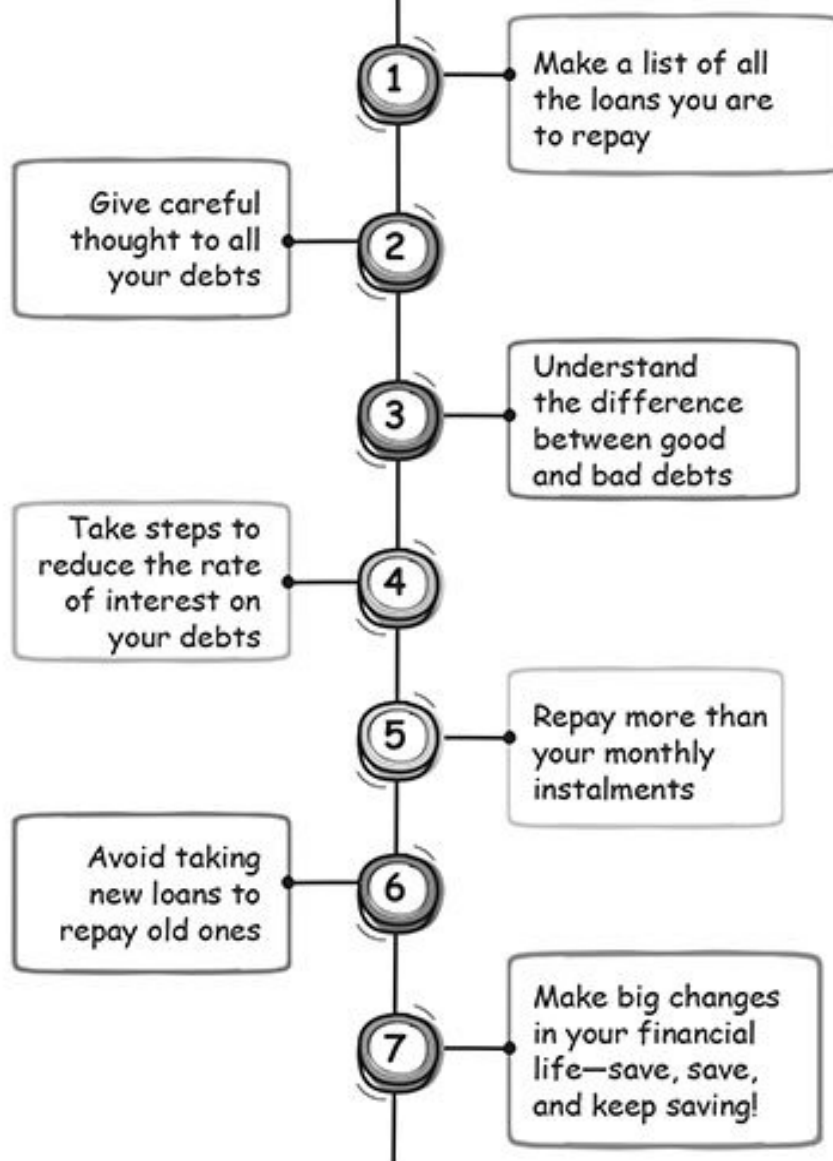 1
Make a list of all
the loans you are
to repay
2
Give careful
thought to all
your debts
3
Understand
the difference
between good
and bad debts
4
Take steps to
reduce the rate
of interest on
your debts
5
Repay more than
your monthly
instalments
6
Avoid taking
new loans to
repay old ones
7
Make big changes
in your financial
life—save, save,
and keep saving!